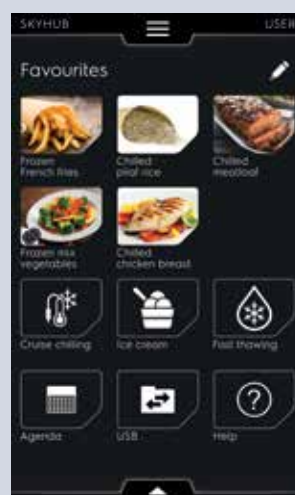 SKYHUB USER
Favourites
Frozen French fries
Chilled pilaf rice
Chilled meatloaf
Frozen mix vegetables
Chilled chicken breast
Cruise chilling
Ice cream
Fast thawing
Agenda
USB
Help